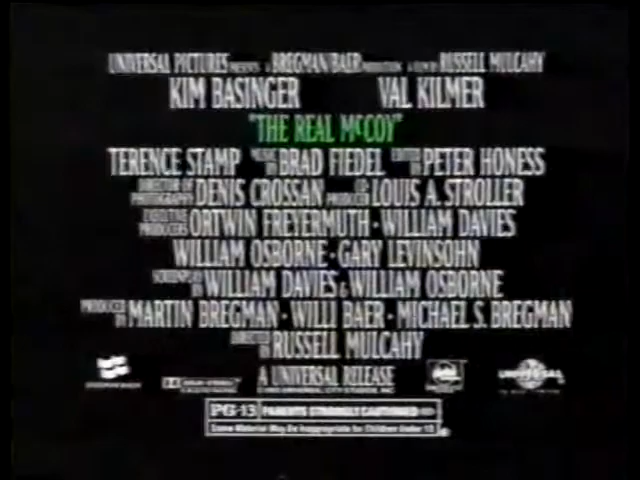 UNIVERSAL PICTURES PRESENTS A BREGMAN/BAER PRODUCTION A FILM BY RUSSELL MULCAHY
KIM BASINGER VAL KILMER
"THE REAL McCOY"
TERENCE STAMP MUSIC BY BRAD FIEDEL EDITED BY PETER HONESS
DIRECTOR OF PHOTOGRAPHY DENIS CROSSAN CO-PRODUCER LOUIS A. STROLLER
EXECUTIVE PRODUCERS ORTWIN FREYERMUTH · WILLIAM DAVIES
WILLIAM OSBORNE · GARY LEVINSOHN
SCREENPLAY BY WILLIAM DAVIES & WILLIAM OSBORNE
PRODUCED BY MARTIN BREGMAN · WILLI BAER · MICHAEL S. BREGMAN
DIRECTED BY RUSSELL MULCAHY
DOLBY STEREO
A UNIVERSAL RELEASE
UNIVERSAL
PG-13 PARENTS STRONGLY CAUTIONED
Some Material May Be Inappropriate for Children Under 13